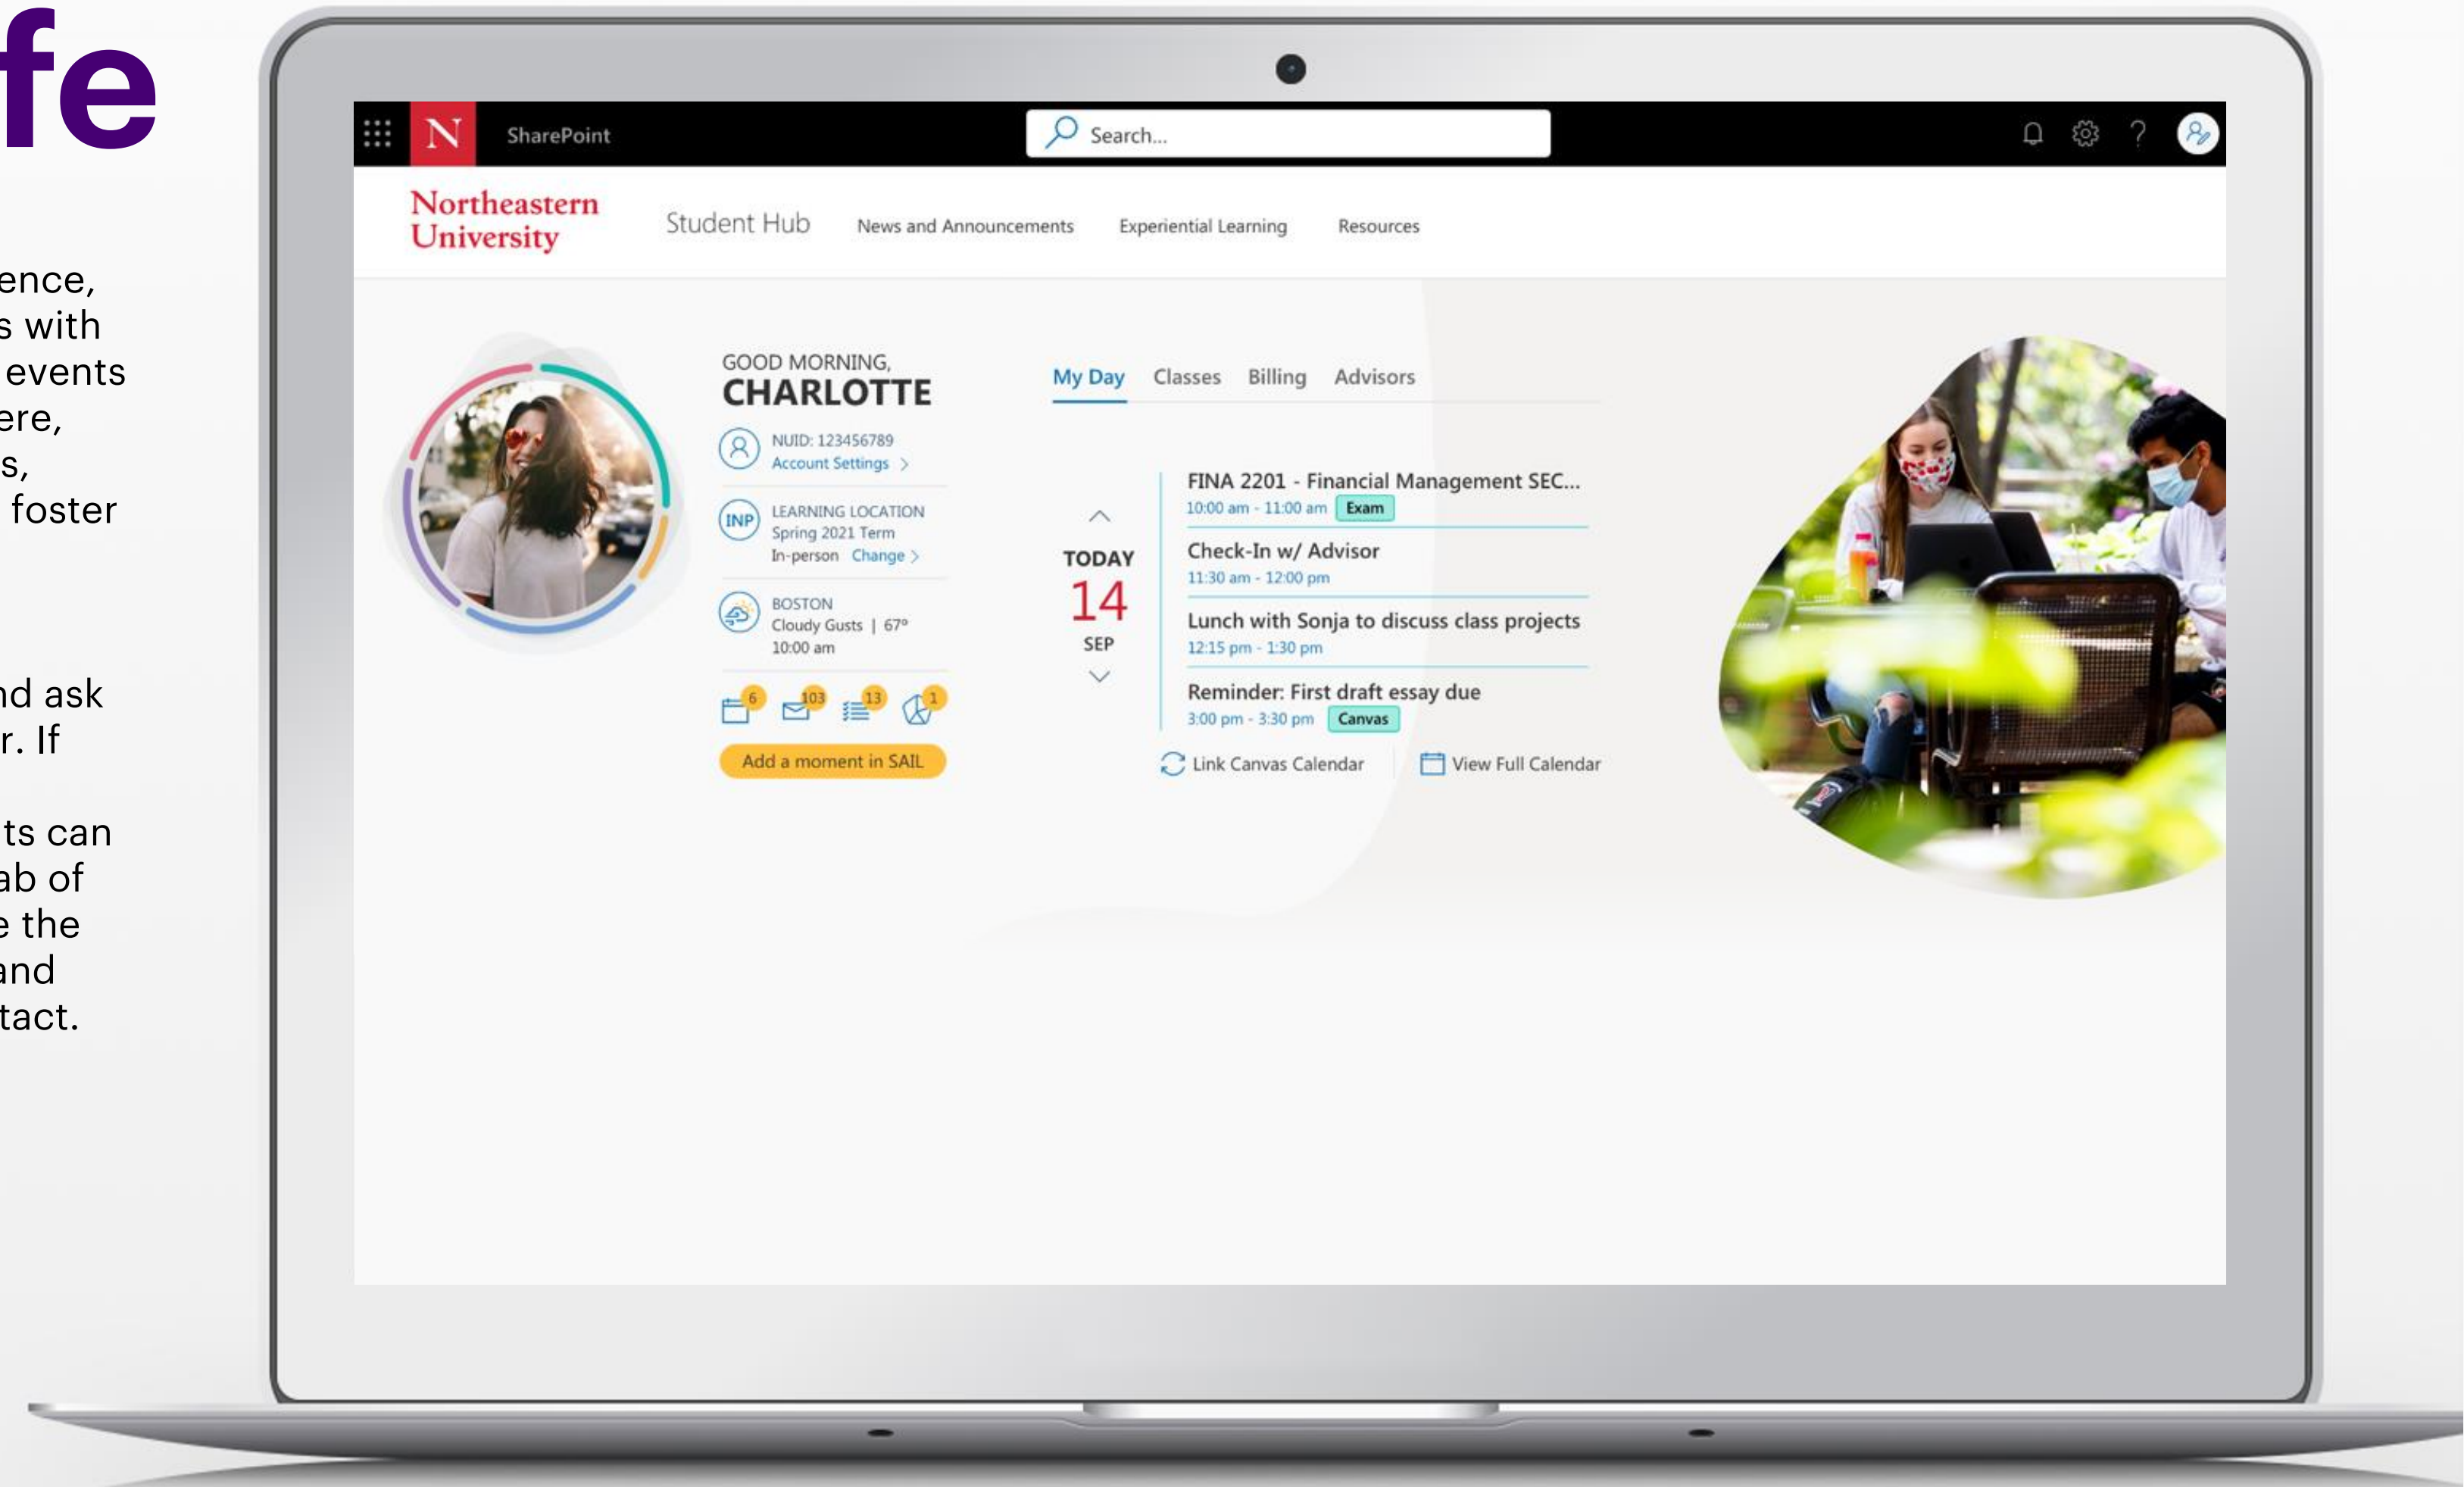 fe
ence,
s with
events
ere,
s,
foster
nd ask
r. If
ts can
ab of
e the
and
tact.
N
SharePoint
Search...
Northeastern
University
Student Hub
News and Announcements
Experiential Learning
Resources
GOOD MORNING,
CHARLOTTE
NUID: 123456789
Account Settings >
INP
LEARNING LOCATION
Spring 2021 Term
In-person Change >
BOSTON
Cloudy Gusts | 67°
10:00 am
6
103
13
1
Add a moment in SAIL
My Day
Classes
Billing
Advisors
TODAY
14
SEP
FINA 2201 - Financial Management SEC...
10:00 am - 11:00 am Exam
Check-In w/ Advisor
11:30 am - 12:00 pm
Lunch with Sonja to discuss class projects
12:15 pm - 1:30 pm
Reminder: First draft essay due
3:00 pm - 3:30 pm Canvas
Link Canvas Calendar
View Full Calendar